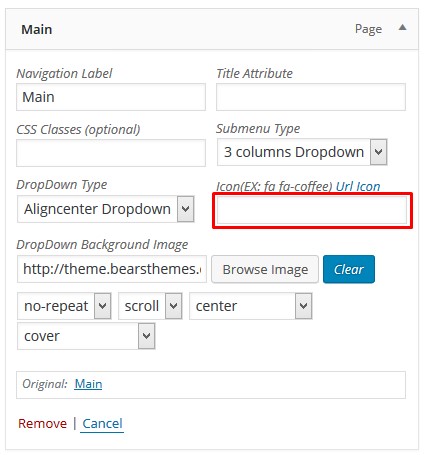 Main Page
Navigation Label Title Attribute
Main
CSS Classes (optional) Submenu Type
3 columns Dropdown
DropDown Type Icon(EX: fa fa-coffee) Url Icon
Aligncenter Dropdown
DropDown Background Image
http://theme.bearsthemes. Browse Image Clear
no-repeat scroll center
cover
Original: Main
Remove | Cancel